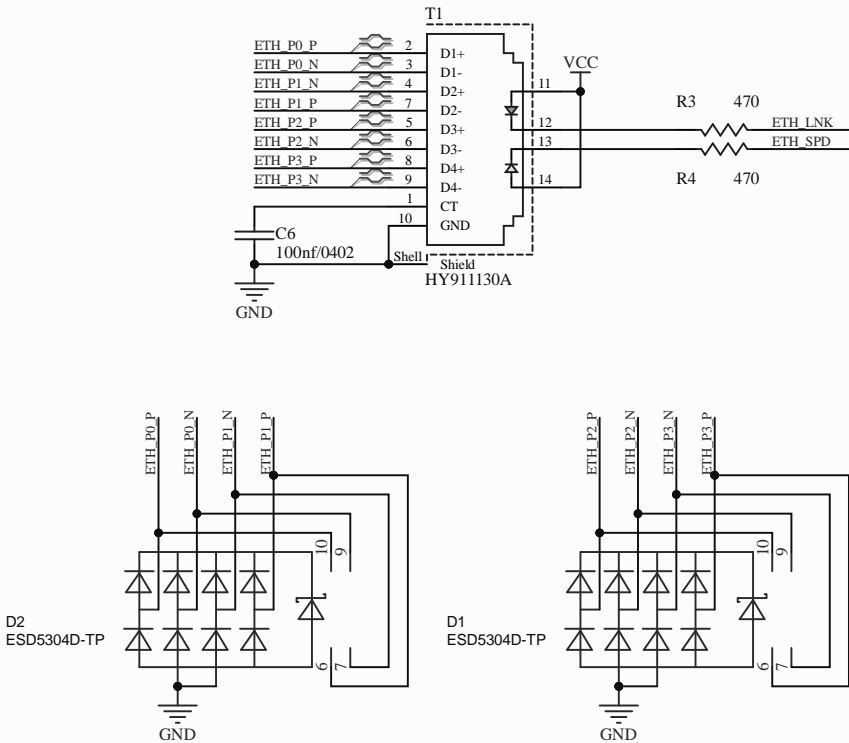 T1
ETH_P0_P 2 D1+
ETH_P0_N 3 D1-
ETH_P1_N 4 D2+
ETH_P1_P 7 D2-
ETH_P2_P 5 D3+
ETH_P2_N 6 D3-
ETH_P3_P 8 D4+
ETH_P3_N 9 D4-
1 CT
10 GND
VCC
11
12
13
14
R3 470
ETH_LNK
ETH_SPD
R4 470
C6
100nf/0402
Shell
Shield
HY911130A
GND
ETH_P0_P
ETH_P0_N
ETH_P1_N
ETH_P1_P
10
9
6
7
D2
ESD5304D-TP
GND
ETH_P2_P
ETH_P2_N
ETH_P3_N
ETH_P3_P
10
9
6
7
D1
ESD5304D-TP
GND